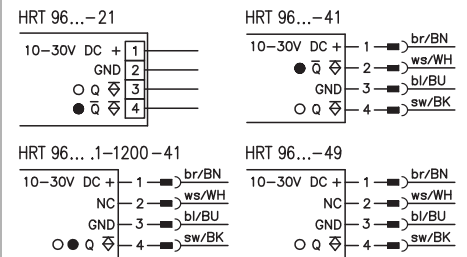 HRT 96...-21
10-30V DC + 1
GND 2
○ Q 3
● Q̅ 4
HRT 96...-41
10-30V DC + 1 br/BN
● Q̅ 2 ws/WH
GND 3 bl/BU
○ Q 4 sw/BK
HRT 96... .1-1200-41
10-30V DC + 1 br/BN
NC 2 ws/WH
GND 3 bl/BU
○● Q 4 sw/BK
HRT 96...-49
10-30V DC + 1 br/BN
NC 2 ws/WH
GND 3 bl/BU
○ Q 4 sw/BK